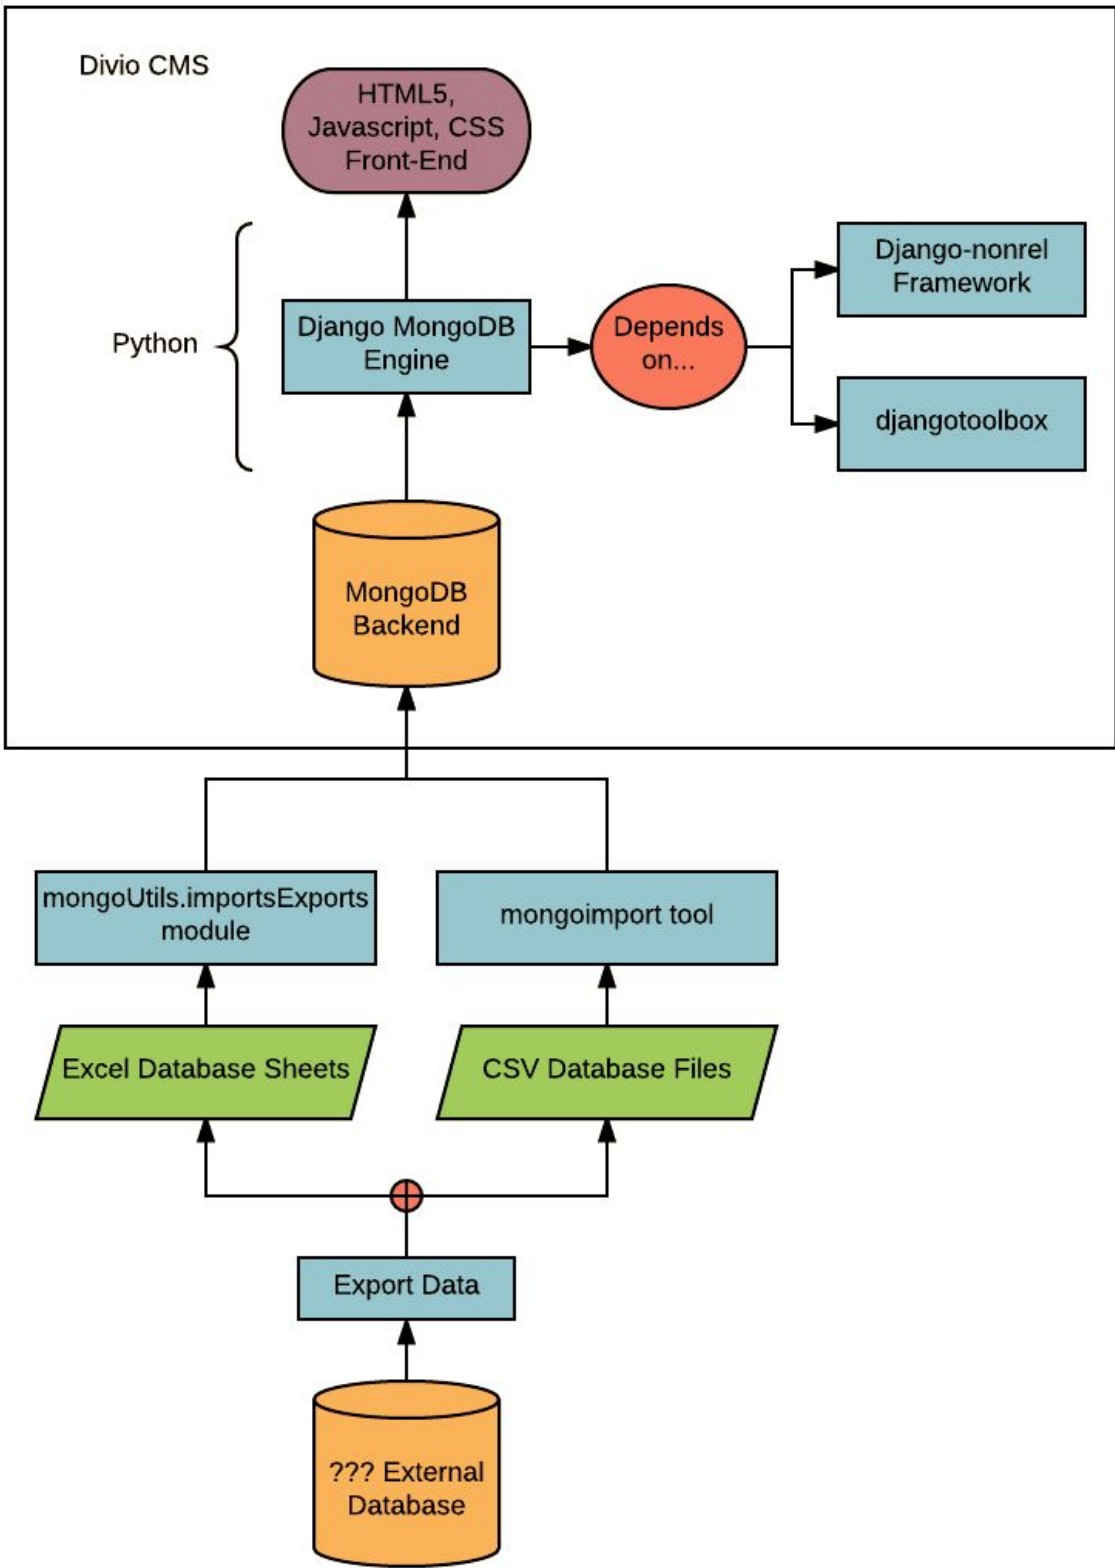 Divio CMS
HTML5,
Javascript, CSS
Front-End
Python
Django MongoDB
Engine
Depends
on...
Django-nonrel
Framework
djangotoolbox
MongoDB
Backend
mongoUtils.importsExports
module
mongoimport tool
Excel Database Sheets
CSV Database Files
Export Data
??? External
Database